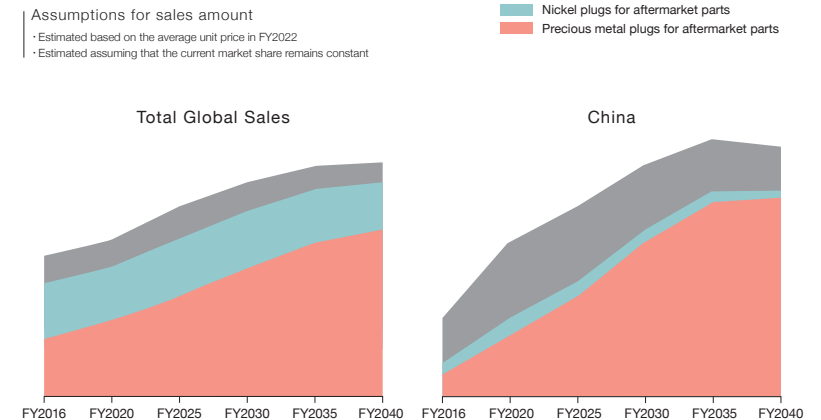 Assumptions for sales amount
・Estimated based on the average unit price in FY2022
・Estimated assuming that the current market share remains constant
Nickel plugs for aftermarket parts
Precious metal plugs for aftermarket parts
Total Global Sales
China
FY2016 FY2020 FY2025 FY2030 FY2035 FY2040
FY2016 FY2020 FY2025 FY2030 FY2035 FY2040